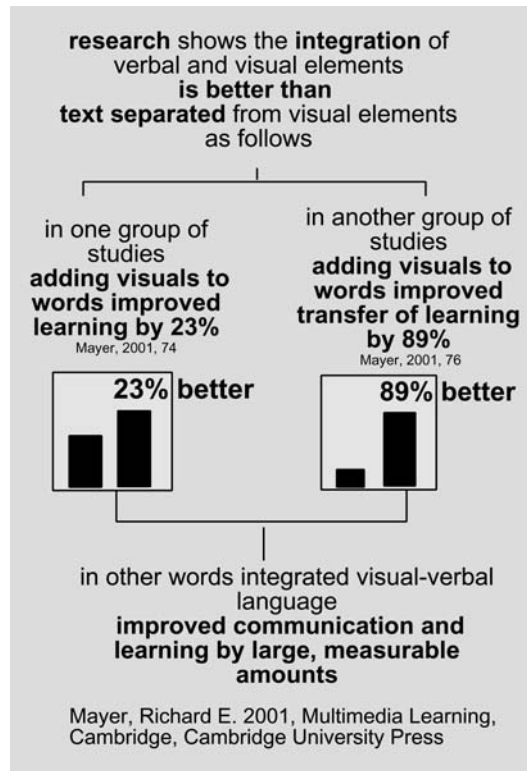 research shows the integration of
verbal and visual elements
is better than
text separated from visual elements
as follows
in one group of
studies
adding visuals to
words improved
learning by 23%
Mayer, 2001, 74
23% better
in another group of
studies
adding visuals to
words improved
transfer of learning
by 89%
Mayer, 2001, 76
89% better
in other words integrated visual-verbal
language
improved communication and
learning by large, measurable
amounts
Mayer, Richard E. 2001, Multimedia Learning,
Cambridge, Cambridge University Press